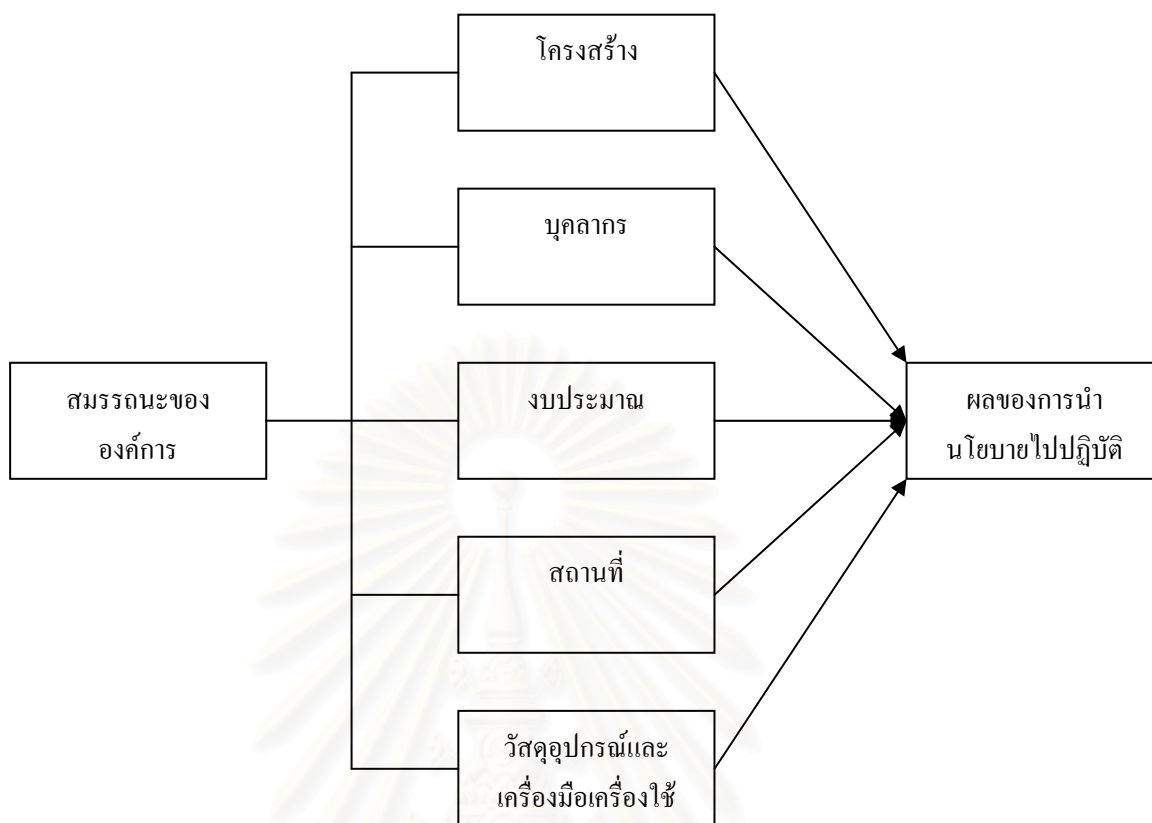 โครงสร้าง
บุคลากร
สมรรถนะของ
องค์การ
งบประมาณ
ผลของการนำ
นโยบายไปปฏิบัติ
สถานที่
วัสดุอุปกรณ์และ
เครื่องมือเครื่องใช้